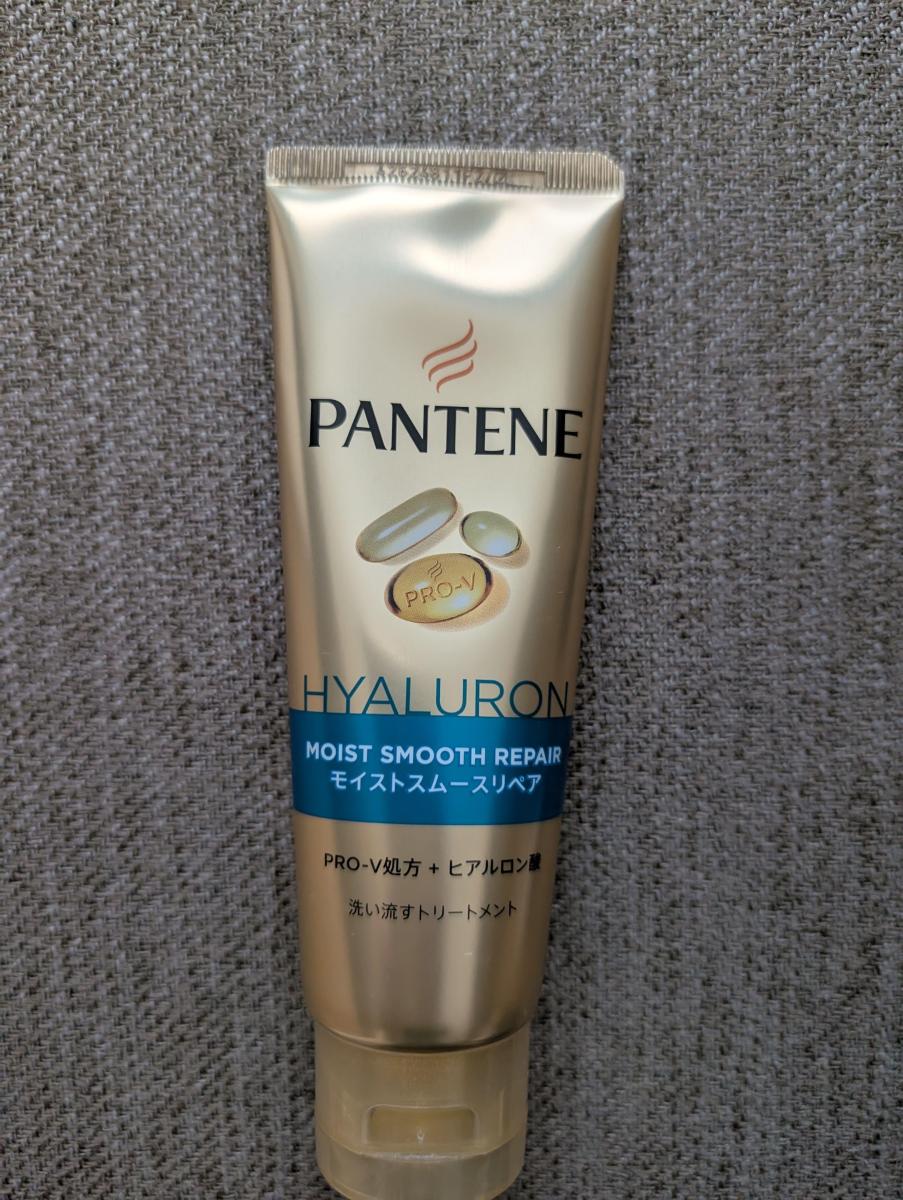 PANTENE
PRO-V
HYALURON
MOIST SMOOTH REPAIR
モイストスムースリペア
PRO-V処方 + ヒアルロン酸
洗い流すトリートメント